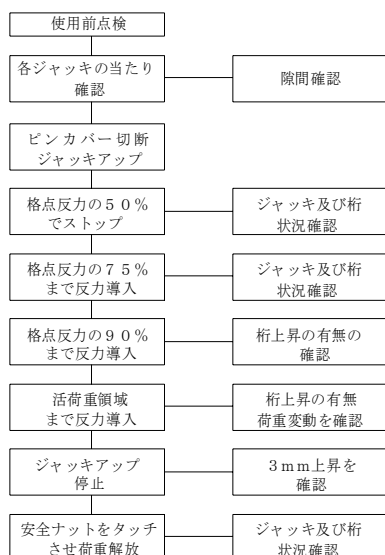 使用前点検
各ジャッキの当たり
確認
隙間確認
ピンカバー切断
ジャッキアップ
格点反力の５０％
でストップ
ジャッキ及び桁
状況確認
格点反力の７５％
まで反力導入
ジャッキ及び桁
状況確認
格点反力の９０％
まで反力導入
桁上昇の有無の
確認
活荷重領域
まで反力導入
桁上昇の有無
荷重変動を確認
ジャッキアップ
停止
３ｍｍ上昇を
確認
安全ナットをタッチ
させ荷重解放
ジャッキ及び桁
状況確認